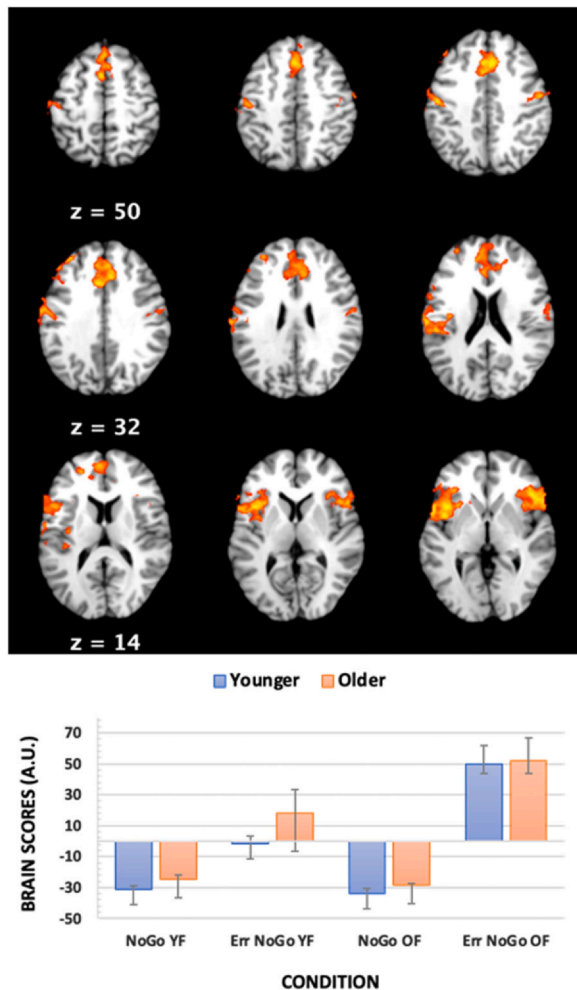 z = 50
z = 32
z = 14
Younger Older
BRAIN SCORES (A.U.)
70
50
30
10
-10
-30
-50
NoGo YF Err NoGo YF NoGo OF Err NoGo OF
CONDITION